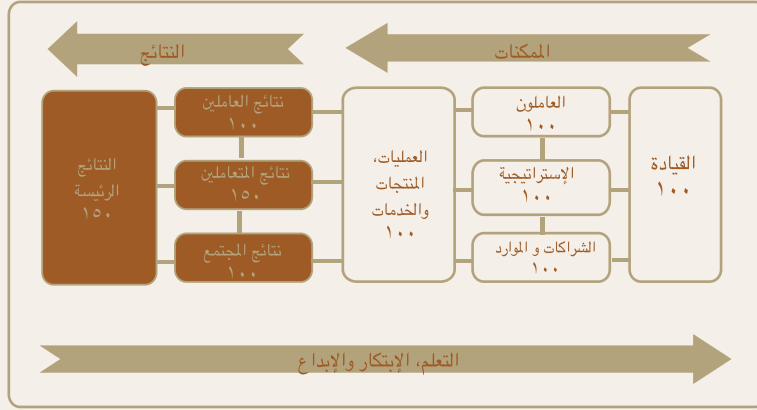 الممكنات
النتائج
القيادة
١٠٠
العاملون
١٠٠
الإستراتيجية
١٠٠
الشراكات و الموارد
١٠٠
العمليات،
المنتجات
والخدمات
١٠٠
نتائج العاملين
١٠٠
نتائج المتعاملين
١٥٠
نتائج المجتمع
١٠٠
النتائج
الرئيسة
١٥٠
التعلم، الإبتكار والإبداع